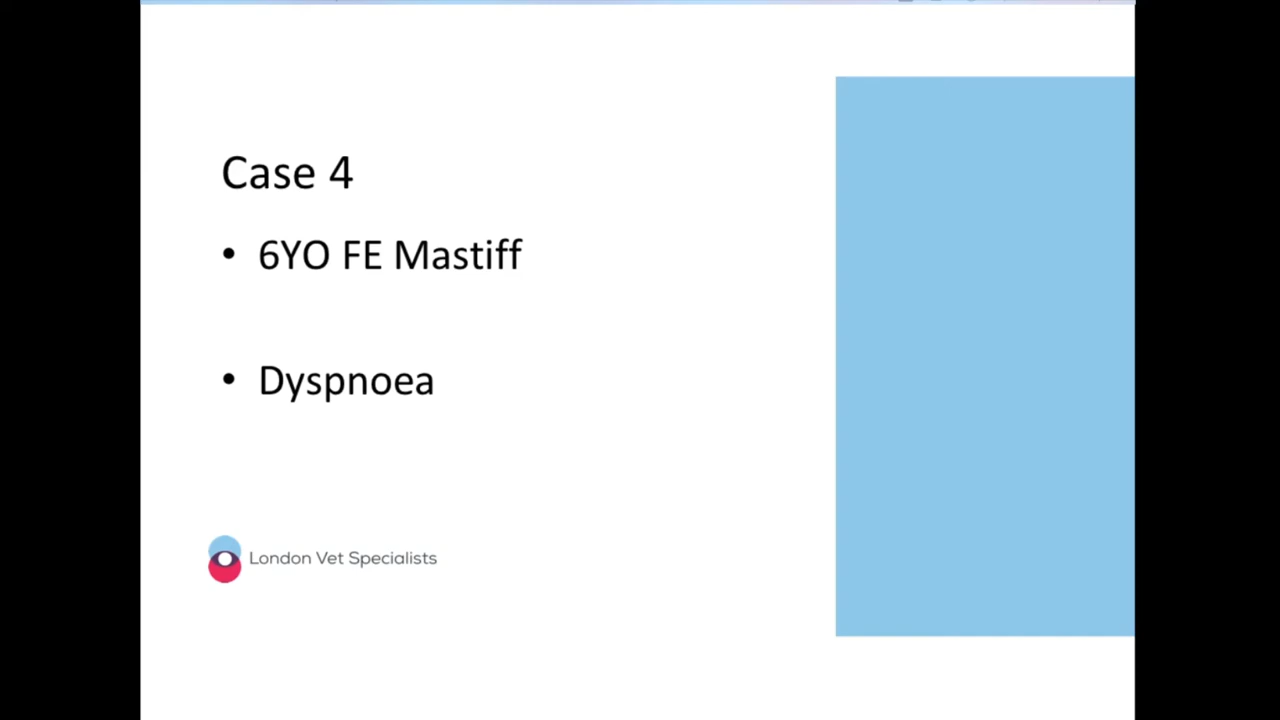 Case 4
• 6YO FE Mastiff
• Dyspnoea
London Vet Specialists